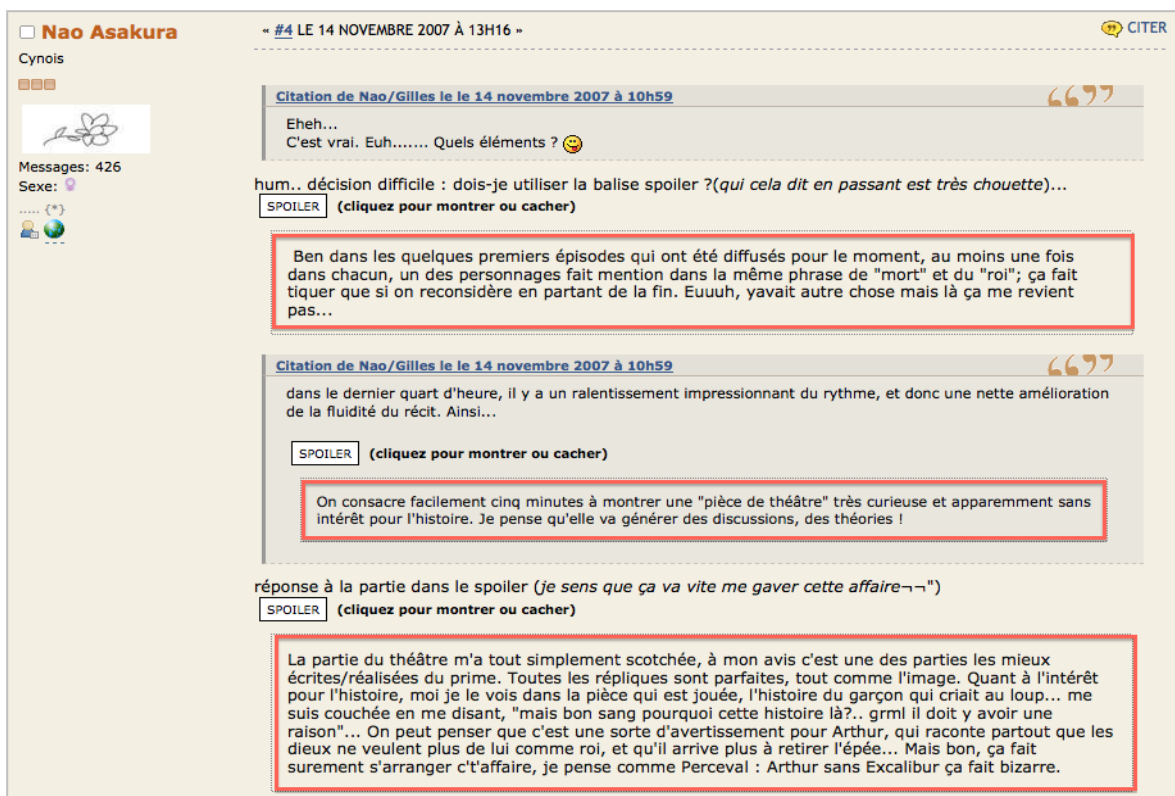 Nao Asakura
Cynois
Messages: 426
Sexe:
..... {*}
« #4 LE 14 NOVEMBRE 2007 À 13H16 »
CITER
Citation de Nao/Gilles le le 14 novembre 2007 à 10h59
Eheh...
C'est vrai. Euh....... Quels éléments ?
hum.. décision difficile : dois-je utiliser la balise spoiler ?(qui cela dit en passant est très chouette)...
SPOILER (cliquez pour montrer ou cacher)
Ben dans les quelques premiers épisodes qui ont été diffusés pour le moment, au moins une fois
dans chacun, un des personnages fait mention dans la même phrase de "mort" et du "roi"; ça fait
tiquer que si on reconsidère en partant de la fin. Euuuh, yavait autre chose mais là ça me revient
pas...
Citation de Nao/Gilles le le 14 novembre 2007 à 10h59
dans le dernier quart d'heure, il y a un ralentissement impressionnant du rythme, et donc une nette amélioration
de la fluidité du récit. Ainsi...
SPOILER (cliquez pour montrer ou cacher)
On consacre facilement cinq minutes à montrer une "pièce de théâtre" très curieuse et apparemment sans
intérêt pour l'histoire. Je pense qu'elle va générer des discussions, des théories !
réponse à la partie dans le spoiler (je sens que ça va vite me gaver cette affaire¬¬")
SPOILER (cliquez pour montrer ou cacher)
La partie du théâtre m'a tout simplement scotchée, à mon avis c'est une des parties les mieux
écrites/réalisées du prime. Toutes les répliques sont parfaites, tout comme l'image. Quant à l'intérêt
pour l'histoire, moi je le vois dans la pièce qui est jouée, l'histoire du garçon qui criait au loup... me
suis couchée en me disant, "mais bon sang pourquoi cette histoire là?.. grml il doit y avoir une
raison"... On peut penser que c'est une sorte d'avertissement pour Arthur, qui raconte partout que les
dieux ne veulent plus de lui comme roi, et qu'il arrive plus à retirer l'épée... Mais bon, ça fait
surement s'arranger c't'affaire, je pense comme Perceval : Arthur sans Excalibur ça fait bizarre.